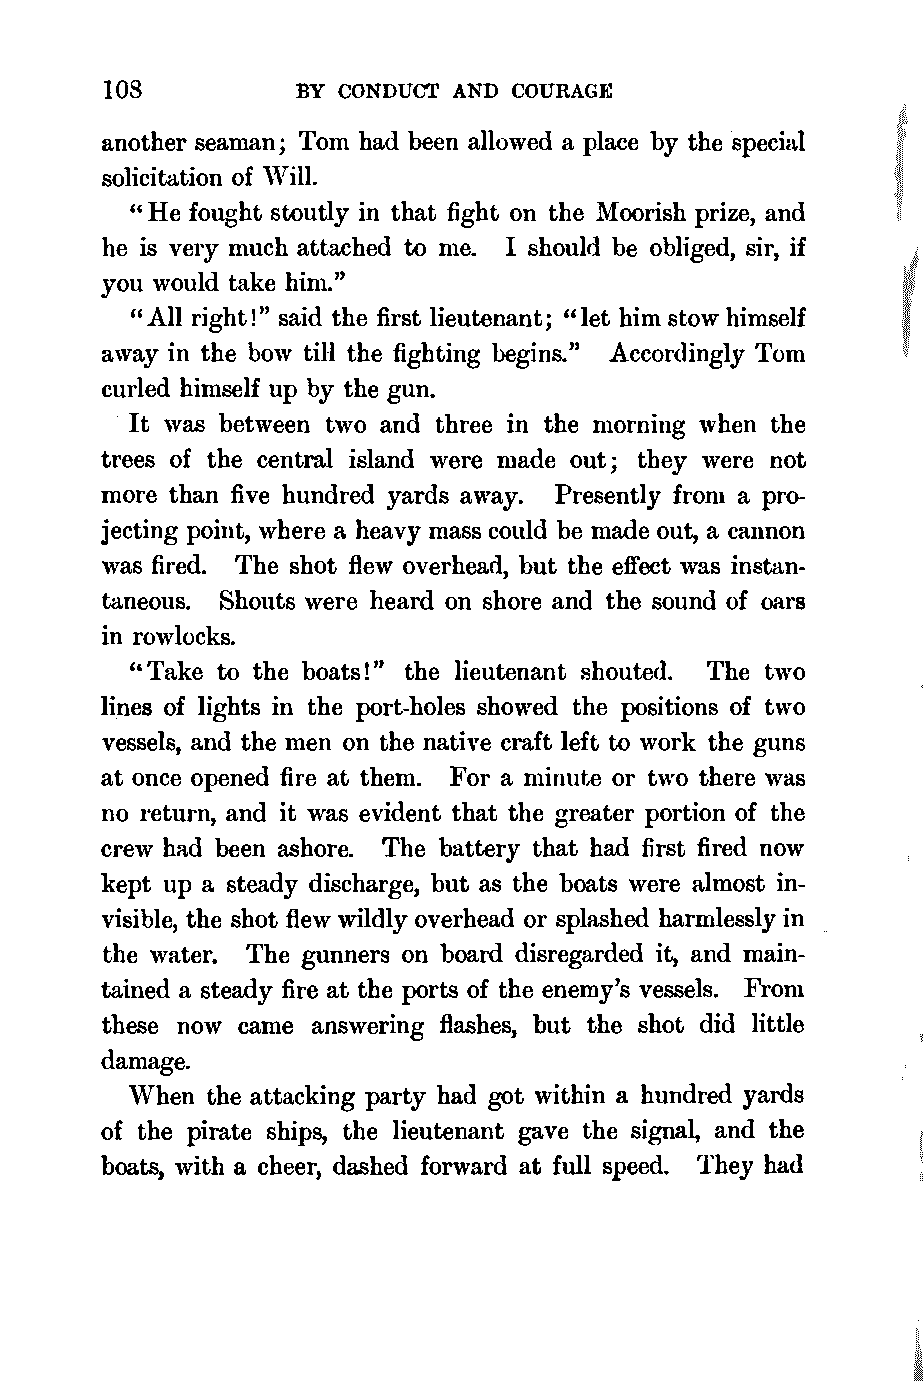 108 BY CONDUCT AND COURAGE
another seaman; Tom had been allowed a place by the special
solicitation of Will.
"He fought stoutly in that fight on the Moorish prize, and
he is very much attached to me. I should be obliged, sir, if
you would take him."
"All right!" said the first lieutenant; "let him stow himself
away in the bow till the fighting begins." Accordingly Tom
curled himself up by the gun.
It was between two and three in the morning when the
trees of the central island were made out; they were not
more than five hundred yards away. Presently from a pro-
jecting point, where a heavy mass could be made out, a cannon
was fired. The shot flew overhead, but the effect was instan-
taneous. Shouts were heard on shore and the sound of oars
in rowlocks.
"Take to the boats!" the lieutenant shouted. The two
lines of lights in the port-holes showed the positions of two
vessels, and the men on the native craft left to work the guns
at once opened fire at them. For a minute or two there was
no return, and it was evident that the greater portion of the
crew had been ashore. The battery that had first fired now
kept up a steady discharge, but as the boats were almost in-
visible, the shot flew wildly overhead or splashed harmlessly in
the water. The gunners on board disregarded it, and main-
tained a steady fire at the ports of the enemy's vessels. From
these now came answering flashes, but the shot did little
damage.
When the attacking party had got within a hundred yards
of the pirate ships, the lieutenant gave the signal, and the
boats, with a cheer, dashed forward at full speed. They had